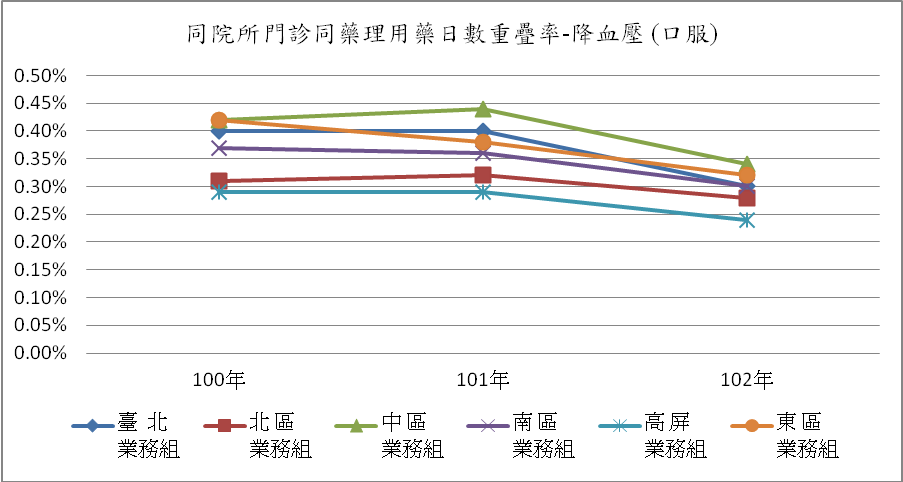 同院所門診同藥理用藥日數重疊率-降血壓 (口服)
0.50%
0.45%
0.40%
0.35%
0.30%
0.25%
0.20%
0.15%
0.10%
0.05%
0.00%
100年 101年 102年
臺北 北區 中區 南區 高屏 東區
業務組 業務組 業務組 業務組 業務組 業務組